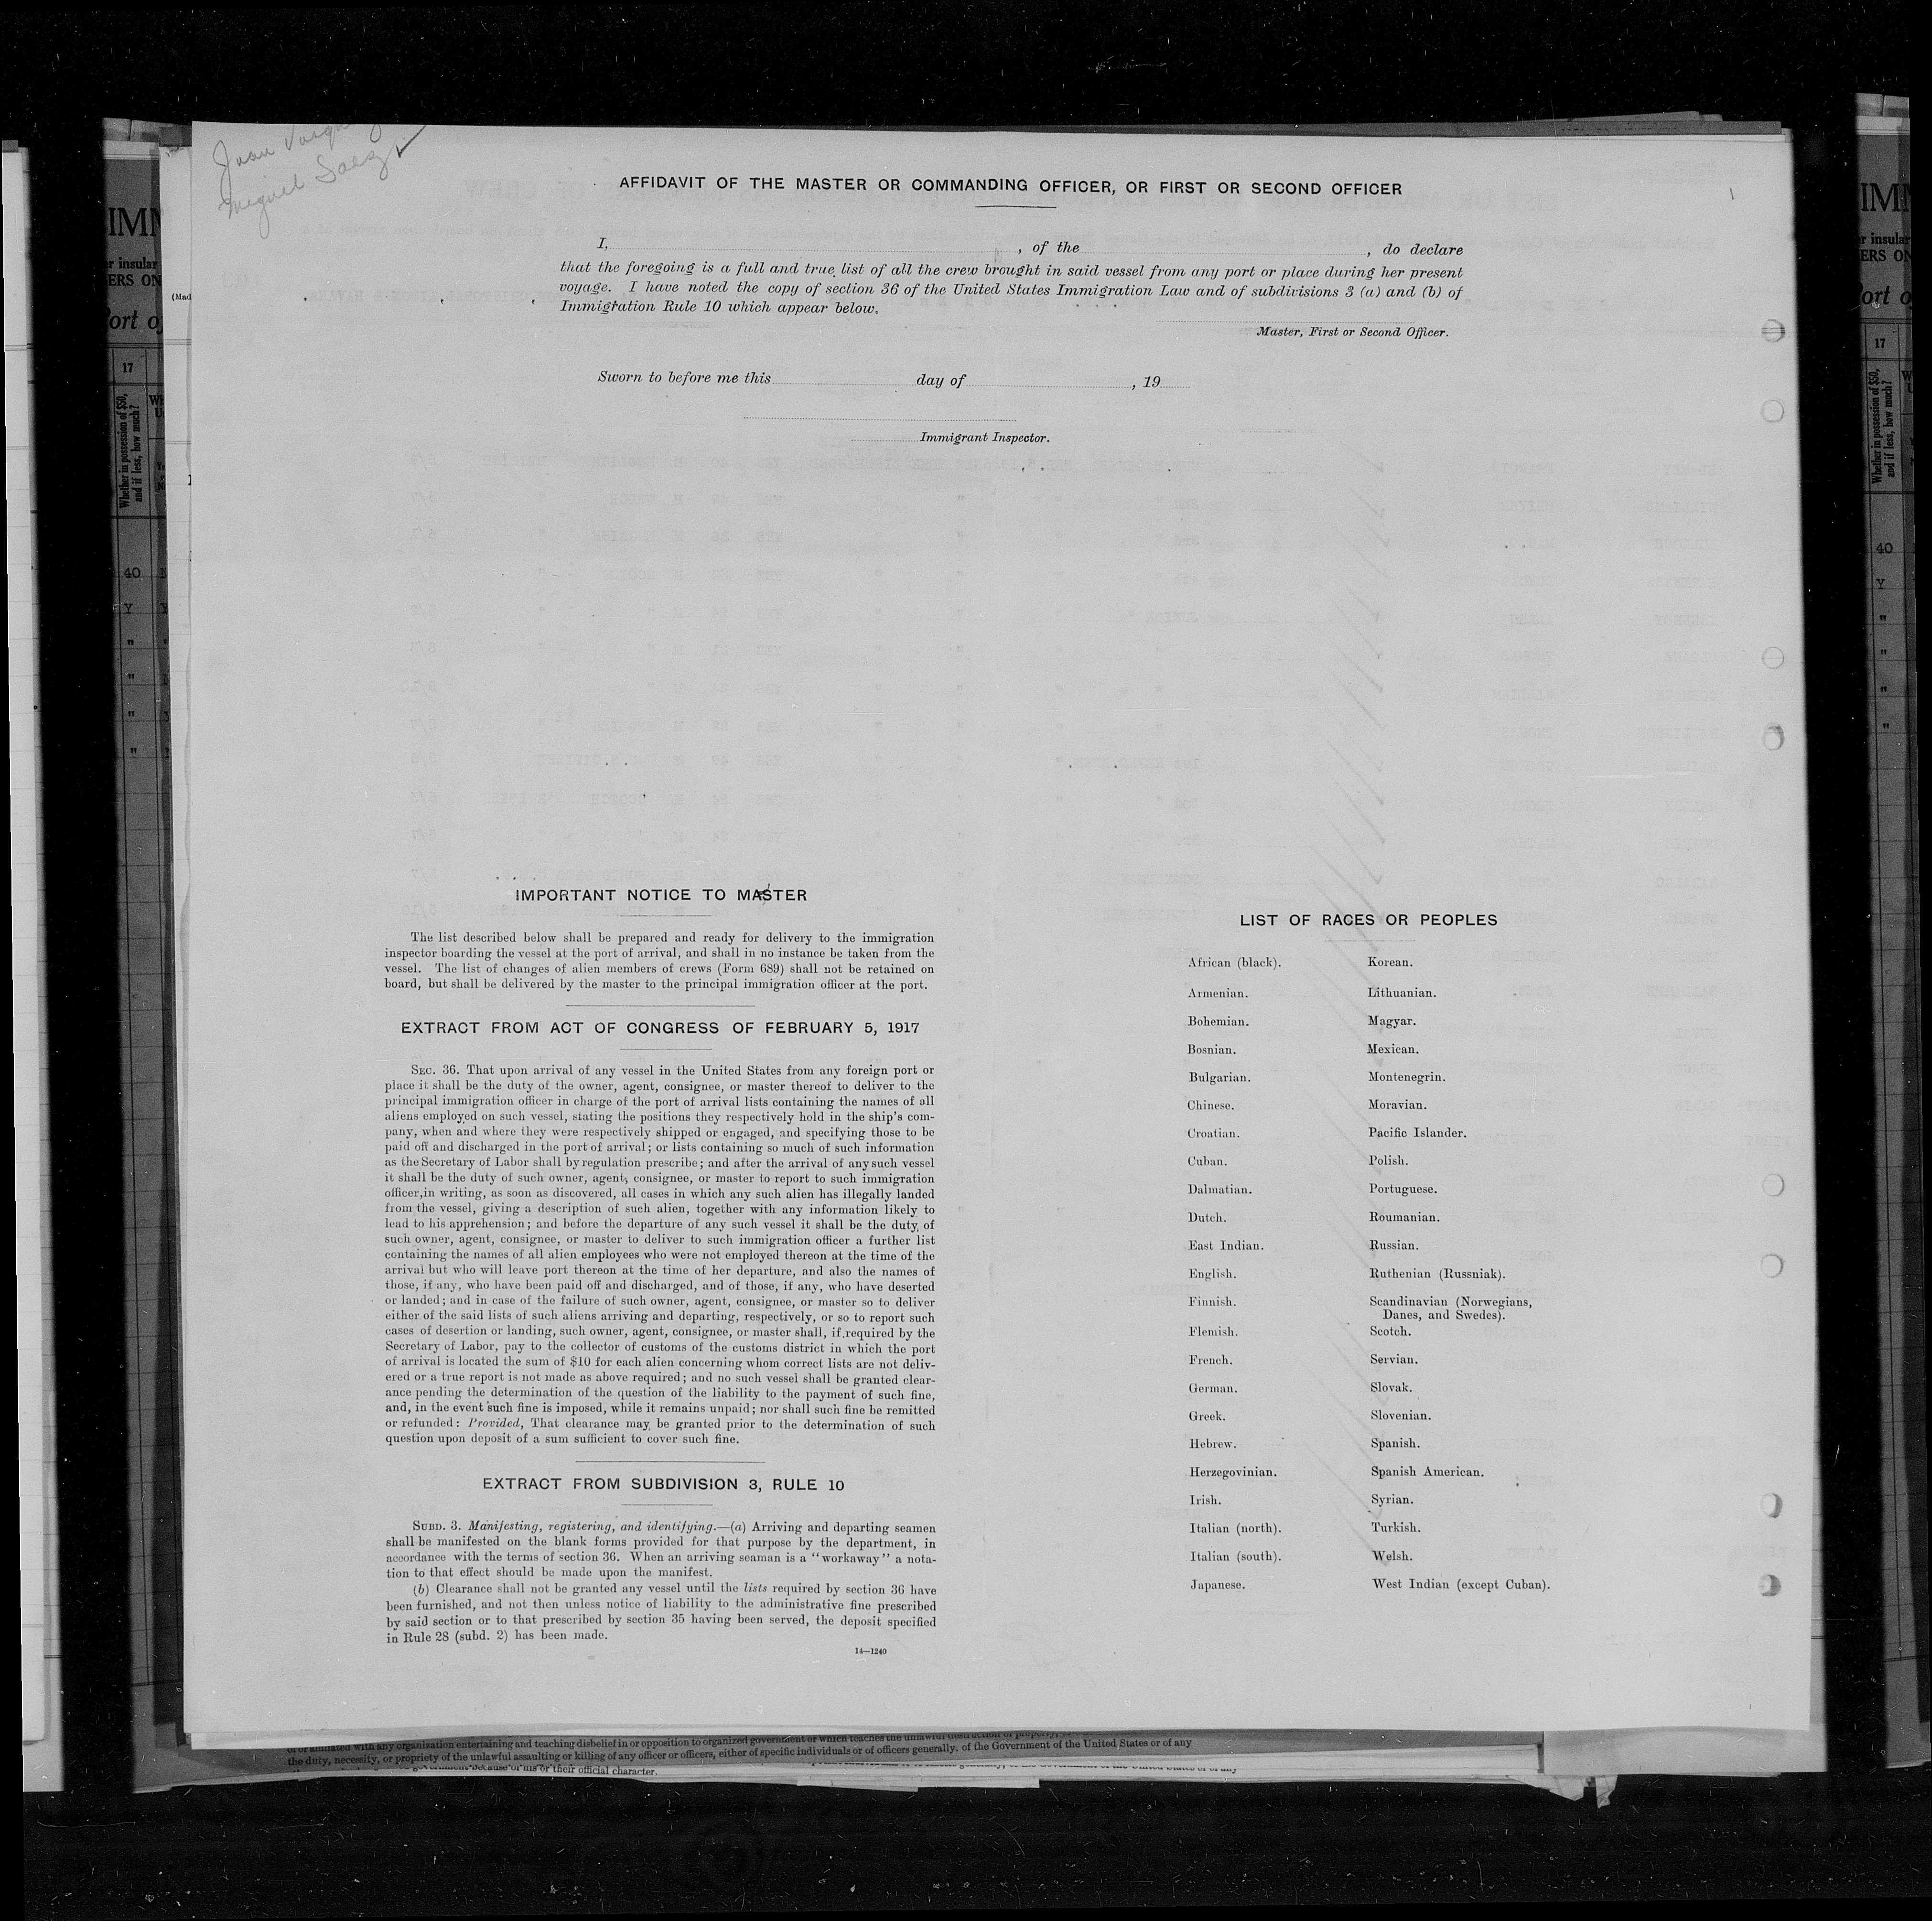 Juan
Miguel Saez
AFFIDAVIT OF THE MASTER OR COMMANDING OFFICER, OR FIRST OR SECOND OFFICER
I, , of the , do declare
that the foregoing is a full and true list of all the crew brought in said vessel from any port or place during her present
voyage. I have noted the copy of section 36 of the United States Immigration Law and of subdivisions 3 (a) and (b) of
Immigration Rule 10 which appear below.
Master, First or Second Officer.
Sworn to before me this day of , 19
Immigrant Inspector.
IMPORTANT NOTICE TO MASTER
The list described below shall be prepared and ready for delivery to the immigration
inspector boarding the vessel at the port of arrival, and shall in no instance be taken from the
vessel. The list of changes of alien members of crews (Form 689) shall not be retained on
board, but shall be delivered by the master to the principal immigration officer at the port.
EXTRACT FROM ACT OF CONGRESS OF FEBRUARY 5, 1917
SEC. 36. That upon arrival of any vessel in the United States from any foreign port or
place it shall be the duty of the owner, agent, consignee, or master thereof to deliver to the
principal immigration officer in charge of the port of arrival lists containing the names of all
aliens employed on such vessel, stating the positions they respectively hold in the ship's com-
pany, when and where they were respectively shipped or engaged, and specifying those to be
paid off and discharged in the port of arrival; or lists containing so much of such information
as the Secretary of Labor shall by regulation prescribe; and after the arrival of any such vessel
it shall be the duty of such owner, agent, consignee, or master to report to such immigration
officer, in writing, as soon as discovered, all cases in which any such alien has illegally landed
from the vessel, giving a description of such alien, together with any information likely to
lead to his apprehension; and before the departure of any such vessel it shall be the duty of
such owner, agent, consignee, or master to deliver to such immigration officer a further list
containing the names of all alien employees who were not employed thereon at the time of the
arrival but who will leave port thereon at the time of her departure, and also the names of
those, if any, who have been paid off and discharged, and of those, if any, who have deserted
or landed; and in case of the failure of such owner, agent, consignee, or master so to deliver
either of the said lists of such aliens arriving and departing, respectively, or so to report such
cases of desertion or landing, such owner, agent, consignee, or master shall, if required by the
Secretary of Labor, pay to the collector of customs of the customs district in which the port
of arrival is located the sum of $10 for each alien concerning whom correct lists are not deliv-
ered or a true report is not made as above required; and no such vessel shall be granted clear-
ance pending the determination of the question of the liability to the payment of such fine,
and, in the event such fine is imposed, while it remains unpaid; nor shall such fine be remitted
or refunded: Provided, That clearance may be granted prior to the determination of such
question upon deposit of a sum sufficient to cover such fine.
EXTRACT FROM SUBDIVISION 3, RULE 10
SUBD. 3. Manifesting, registering, and identifying.—(a) Arriving and departing seamen
shall be manifested on the blank forms provided for that purpose by the department, in
accordance with the terms of section 36. When an arriving seaman is a "workaway" a nota-
tion to that effect should be made upon the manifest.
(b) Clearance shall not be granted any vessel until the lists required by section 36 have
been furnished, and not then unless notice of liability to the administrative fine prescribed
by said section or to that prescribed by section 35 having been served, the deposit specified
in Rule 28 (subd. 2) has been made.
14—1240
LIST OF RACES OR PEOPLES
African (black). Korean.
Armenian. Lithuanian.
Bohemian. Magyar.
Bosnian. Mexican.
Bulgarian. Montenegrin.
Chinese. Moravian.
Croatian. Pacific Islander.
Cuban. Polish.
Dalmatian. Portuguese.
Dutch. Roumanian.
East Indian. Russian.
English. Ruthenian (Russniak).
Finnish. Scandinavian (Norwegians,
Danes, and Swedes).
Flemish. Scotch.
French. Servian.
German. Slovak.
Greek. Slovenian.
Hebrew. Spanish.
Herzegovinian. Spanish American.
Irish. Syrian.
Italian (north). Turkish.
Italian (south). Welsh.
Japanese. West Indian (except Cuban).
the duty, necessity, or propriety of the unlawful assaulting or killing of any officer or officers, either of specific individuals or of officers generally, of the Government of the United States or of any
17
Whether in possession of $50,
and if less, how much?
40
Y